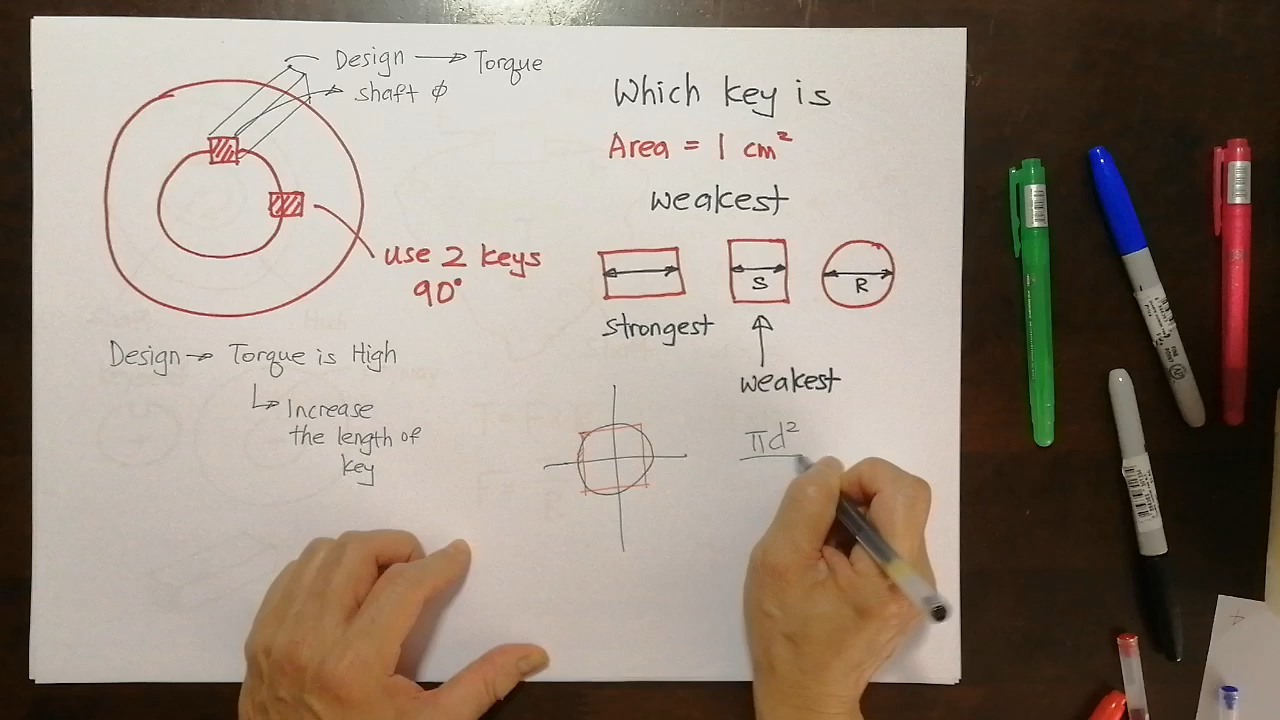 Design → Torque
shaft ϕ
use 2 keys
90°
Design → Torque is High
Increase
the length of
key
Which key is
Area = 1 cm²
weakest
S
R
strongest
weakest
πd²